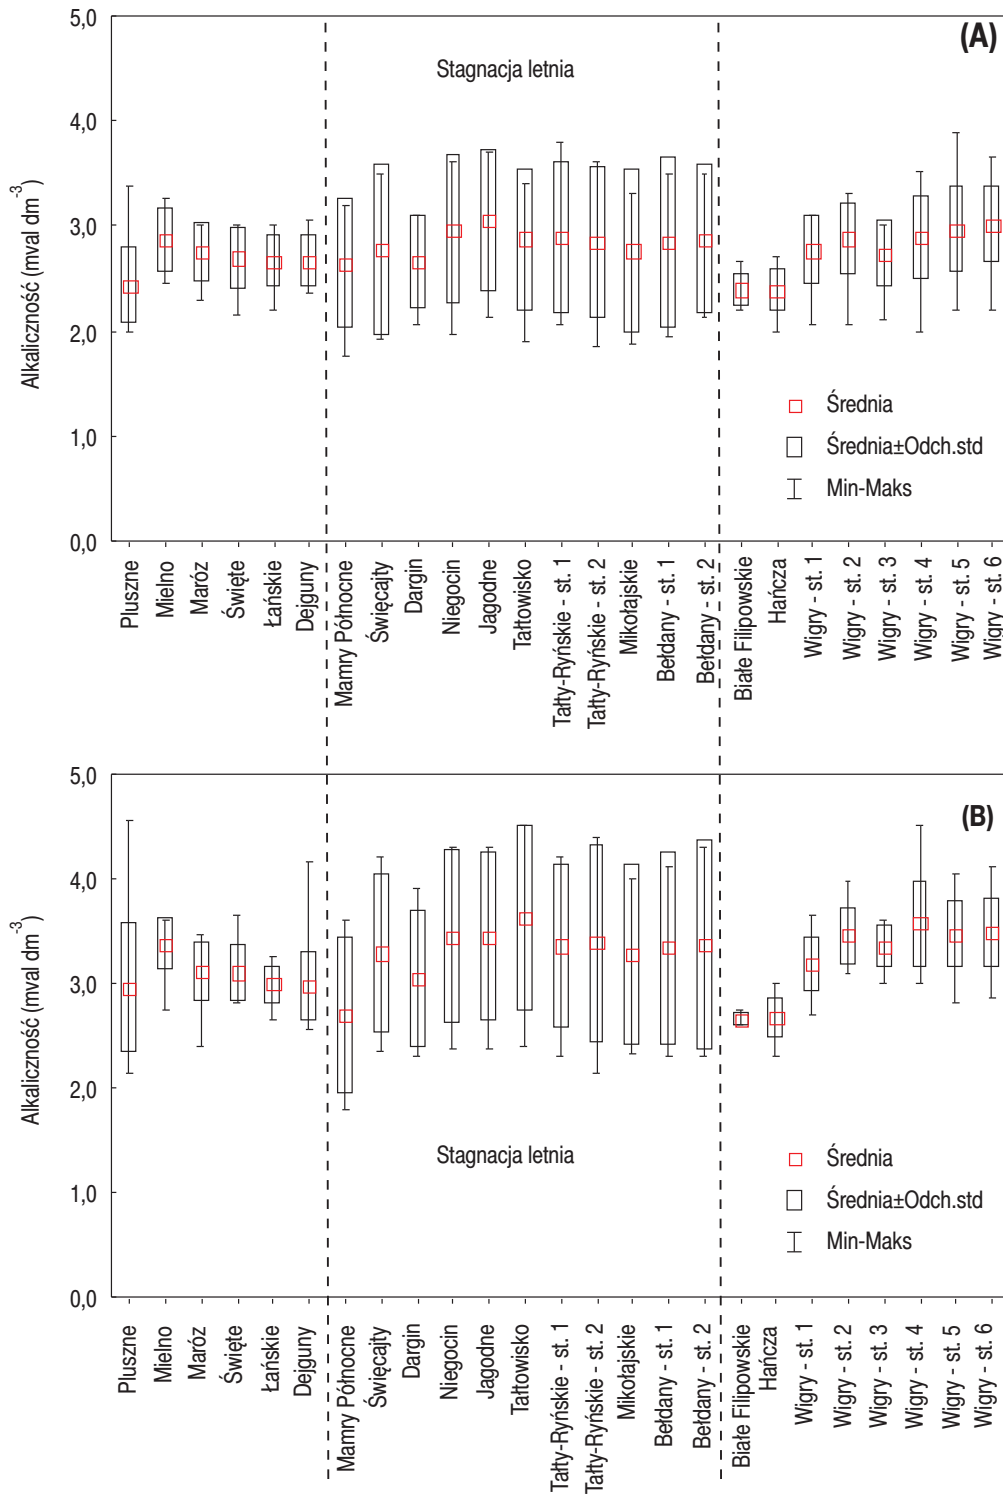 (A)
Stagnacja letnia
Alkaliczność (mval dm⁻³)
5,0
4,0
3,0
2,0
1,0
0,0
Średnia
Średnia±Odch.std
Min-Maks
Pluszne
Mielno
Maróz
Święte
Łańskie
Dejguny
Mamry Północne
Święcajty
Dargin
Niegocin
Jagodne
Tałtowisko
Tałty-Ryńskie - st. 1
Tałty-Ryńskie - st. 2
Mikołajskie
Bełdany - st. 1
Bełdany - st. 2
Białe Filipowskie
Hańcza
Wigry - st. 1
Wigry - st. 2
Wigry - st. 3
Wigry - st. 4
Wigry - st. 5
Wigry - st. 6
(B)
Alkaliczność (mval dm⁻³)
5,0
4,0
3,0
2,0
1,0
0,0
Stagnacja letnia
Średnia
Średnia±Odch.std
Min-Maks
Pluszne
Mielno
Maróz
Święte
Łańskie
Dejguny
Mamry Północne
Święcajty
Dargin
Niegocin
Jagodne
Tałtowisko
Tałty-Ryńskie - st. 1
Tałty-Ryńskie - st. 2
Mikołajskie
Bełdany - st. 1
Bełdany - st. 2
Białe Filipowskie
Hańcza
Wigry - st. 1
Wigry - st. 2
Wigry - st. 3
Wigry - st. 4
Wigry - st. 5
Wigry - st. 6